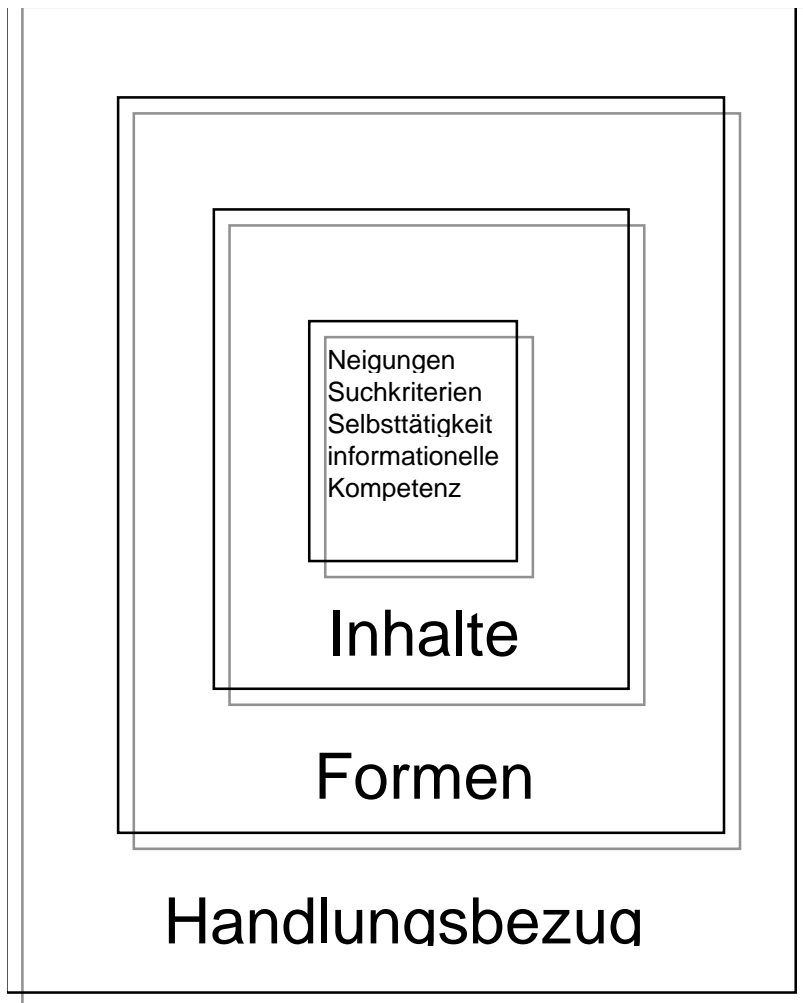 Neigungen
Suchkriterien
Selbsttätigkeit
informationelle
Kompetenz
Inhalte
Formen
Handlungsbezug